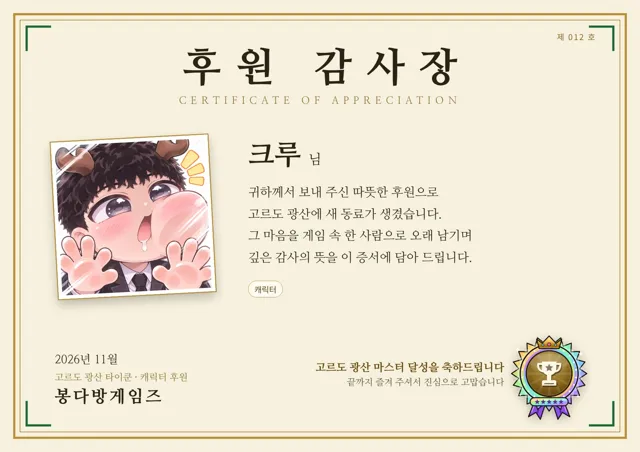 제 012 호
후원 감사장
CERTIFICATE OF APPRECIATION
크루 님
귀하께서 보내 주신 따뜻한 후원으로
고르도 광산에 새 동료가 생겼습니다.
그 마음을 게임 속 한 사람으로 오래 남기며
깊은 감사의 뜻을 이 증서에 담아 드립니다.
캐릭터
2026년 11월
고르도 광산 타이쿤 · 캐릭터 후원
봉다방게임즈
고르도 광산 마스터 달성을 축하드립니다
끝까지 즐겨 주셔서 진심으로 고맙습니다